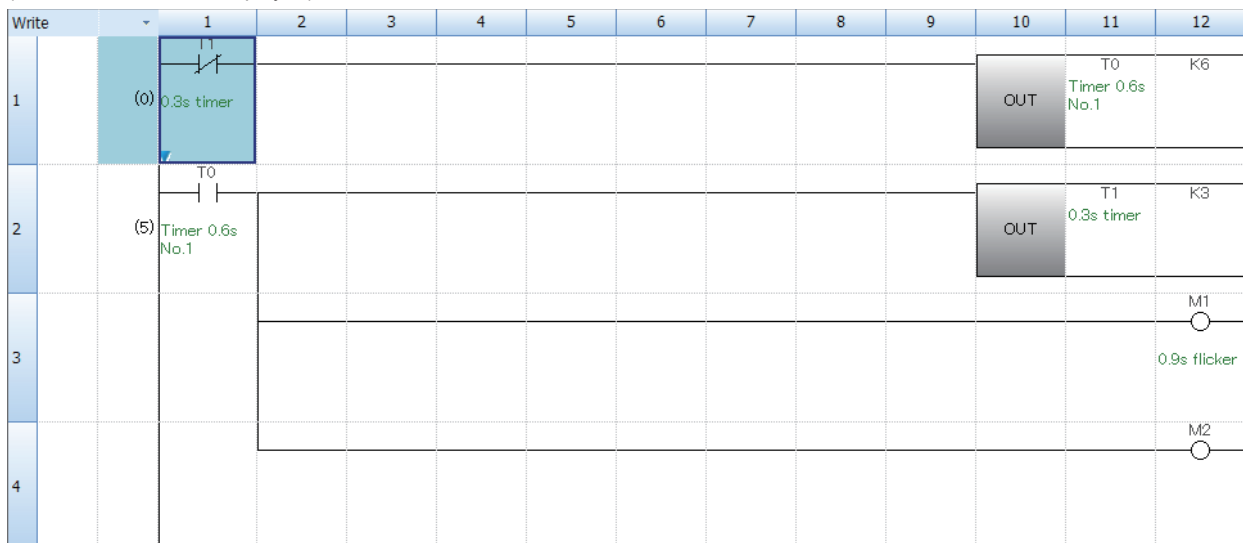 Write 1 2 3 4 5 6 7 8 9 10 11 12
T1
T0 K6
1 (0) 0.3s timer OUT Timer 0.6s
No.1
T0
T1 K3
2 (5) Timer 0.6s OUT 0.3s timer
No.1
M1
3 0.9s flicker
M2
4